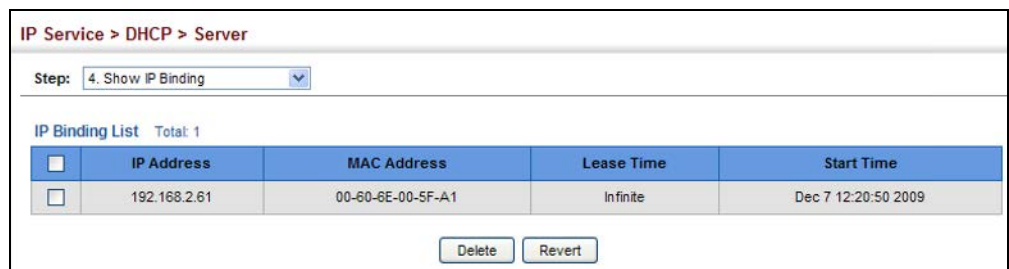 IP Service > DHCP > Server
Step: 4. Show IP Binding
IP Binding List Total: 1
IP Address MAC Address Lease Time Start Time
192.168.2.61 00-60-6E-00-5F-A1 Infinite Dec 7 12:20:50 2009
Delete Revert